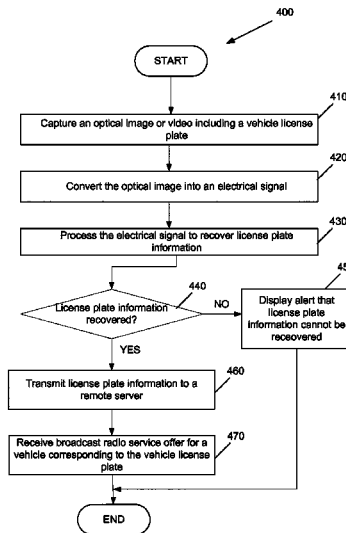 400
START
410
Capture an optical image or video including a vehicle license
plate
420
Convert the optical image into an electrical signal
430
Process the electrical signal to recover license plate
information
440
License plate information
recovered?
NO
YES
45
Display alert that
license plate
information cannot be
receovered
460
Transmit license plate information to a
remote server
470
Receive broadcast radio service offer for a
vehicle corresponding to the vehicle license
plate
END